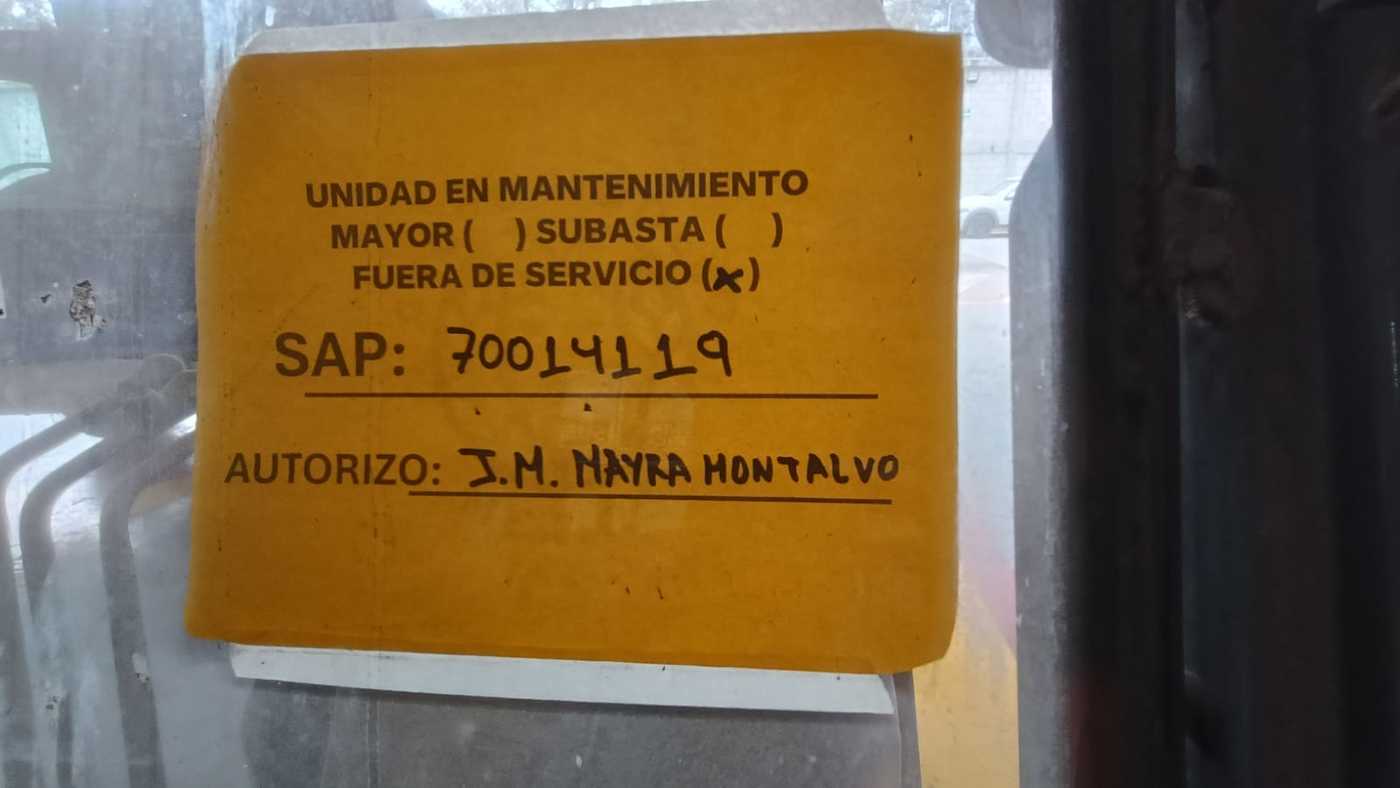 UNIDAD EN MANTENIMIENTO
MAYOR ( ) SUBASTA ( )
FUERA DE SERVICIO (x)
SAP: 70014119
AUTORIZO: J.M. MAYRA MONTALVO